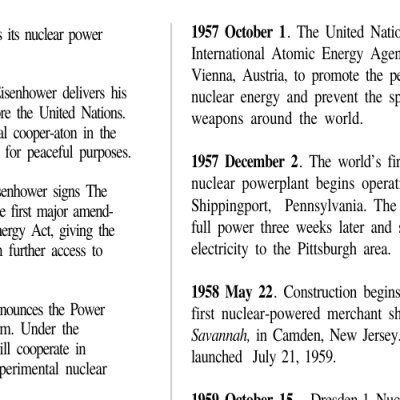 s its nuclear power
Eisenhower delivers his
ore the United Nations.
al cooper-aton in the
for peaceful purposes.
senhower signs The
e first major amend-
nergy Act, giving the
n further access to
nnounces the Power
m. Under the
ill cooperate in
perimental nuclear
1957 October 1. The United Natio
International Atomic Energy Agen
Vienna, Austria, to promote the pe
nuclear energy and prevent the sp
weapons around the world.
1957 December 2. The world's fir
nuclear powerplant begins operati
Shippingport, Pennsylvania. The
full power three weeks later and s
electricity to the Pittsburgh area.
1958 May 22. Construction begins
first nuclear-powered merchant sh
Savannah, in Camden, New Jersey.
launched July 21, 1959.
1959 October 15. Dresden-1 Nuc